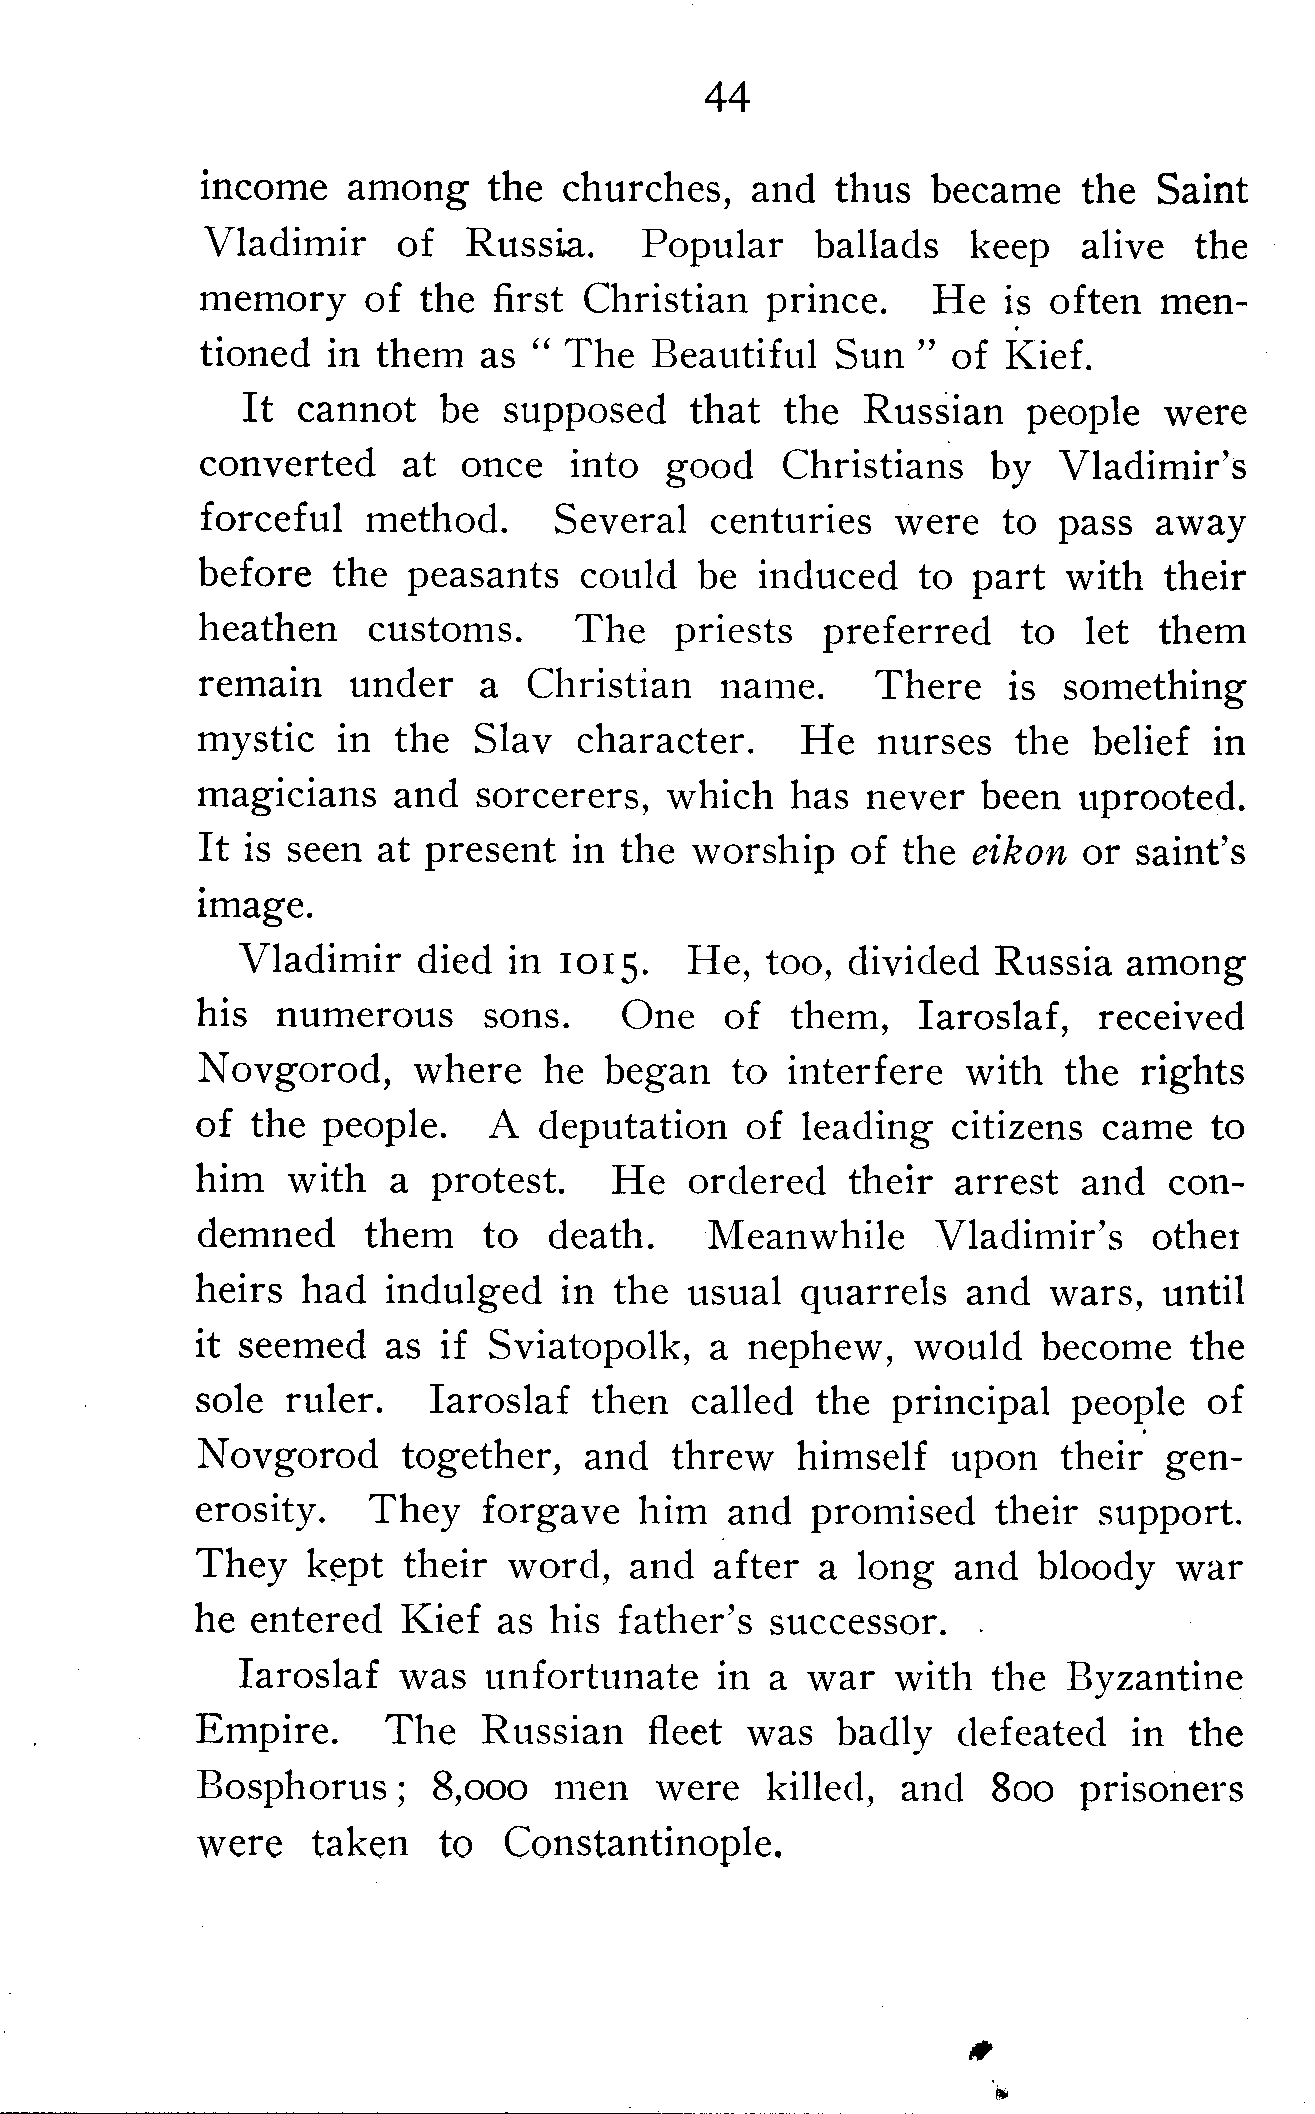 44
income among the churches, and thus became the Saint
Vladimir of Russia. Popular ballads keep alive the
memory of the first Christian prince. He is often men-
tioned in them as “ The Beautiful Sun ” of Kief.
It cannot be supposed that the Russian people were
converted at once into good Christians by Vladimir's
forceful method. Several centuries were to pass away
before the peasants could be induced to part with their
heathen customs. The priests preferred to let them
remain under a Christian name. There is something
mystic in the Slav character. He nurses the belief in
magicians and sorcerers, which has never been uprooted.
It is seen at present in the worship of the eikon or saint's
image.
Vladimir died in 1015. He, too, divided Russia among
his numerous sons. One of them, Iaroslaf, received
Novgorod, where he began to interfere with the rights
of the people. A deputation of leading citizens came to
him with a protest. He ordered their arrest and con-
demned them to death. Meanwhile Vladimir's other
heirs had indulged in the usual quarrels and wars, until
it seemed as if Sviatopolk, a nephew, would become the
sole ruler. Iaroslaf then called the principal people of
Novgorod together, and threw himself upon their gen-
erosity. They forgave him and promised their support.
They kept their word, and after a long and bloody war
he entered Kief as his father's successor.
Iaroslaf was unfortunate in a war with the Byzantine
Empire. The Russian fleet was badly defeated in the
Bosphorus ; 8,000 men were killed, and 800 prisoners
were taken to Constantinople.